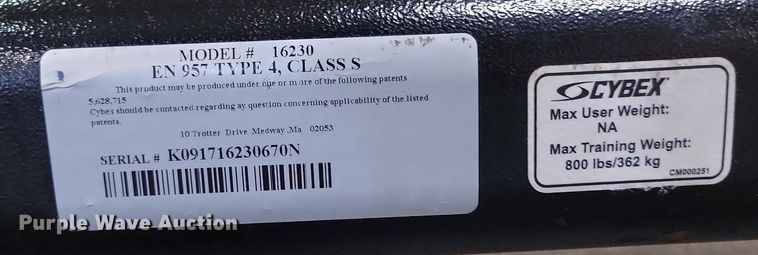 MODEL # 16230
EN 957 TYPE 4, CLASS S
This product may be produced under one or more of the following patents
5,628,715
Cybex should be contacted regarding ay question concerning applicability of the listed
patents.
10 Trotter Drive Medway ,Ma 02053
SERIAL # K091716230670N
CYBEX
Max User Weight:
NA
Max Training Weight:
800 lbs/362 kg
CM000251
Purple Wave Auction